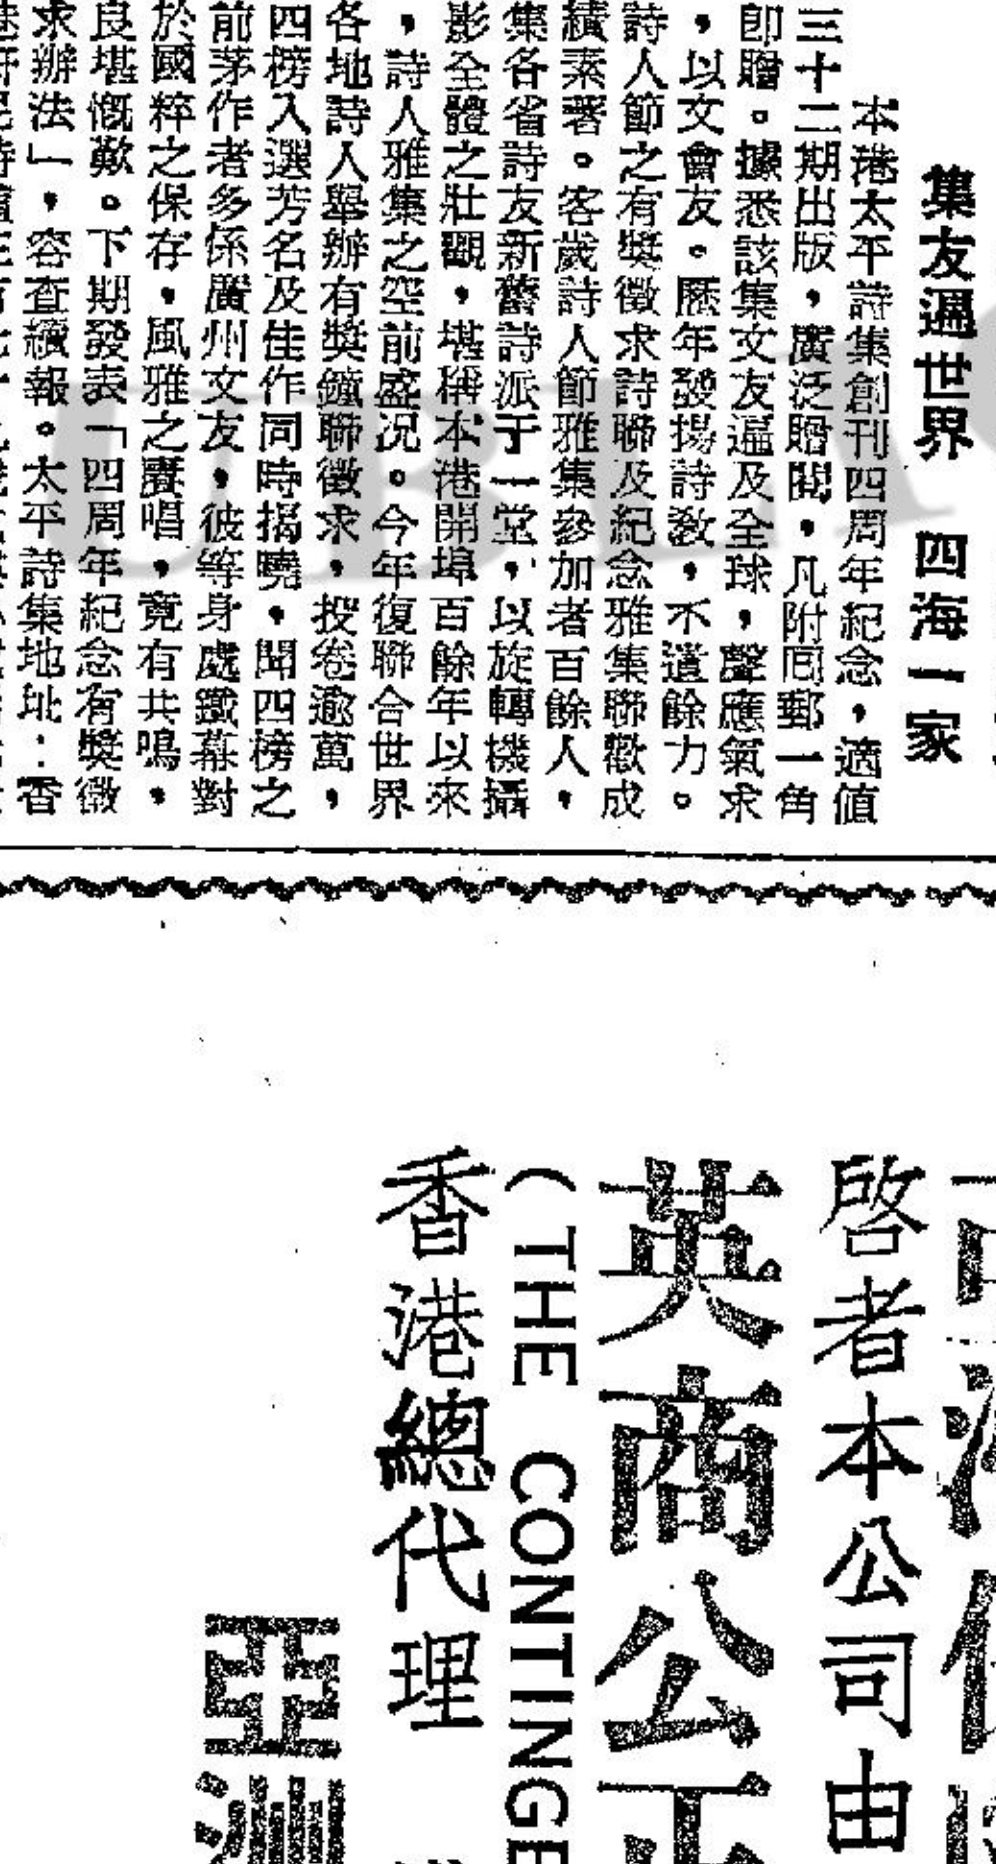 集友遍世界 四海一家
本港太平詩集創刊四周年紀念，適值
三十二期出版，廣泛贈閱，凡附回郵一角
即贈。據悉該集文友遍及全球，聲應氣求
，以文會友。歷年發揚詩敎，不遺餘力。
詩人節之有獎徵求詩聯及紀念雅集聯歡成
績素著。客歲詩人節雅集參加者百餘人，
集各省詩友新舊詩派于一堂，以旋轉機攝
影全體之壯觀，堪稱本港開埠百餘年以來
，詩人雅集之空前盛况。今年復聯合世界
各地詩人舉辦有獎鐘聯徵求，投卷逾萬，
四榜入選芳名及佳作同時揭曉，聞四榜之
前茅作者多係廣州文友，彼等身處鐵幕對
於國粹之保存，風雅之賡唱，竟有共鳴，
良堪慨歎。下期發表「四周年紀念有獎徵
求辦法」，容查續報。太平詩集地址：香
啓者本公司由
英商公
(THE CONTINGE
香港總代理
亞洲
UBLI